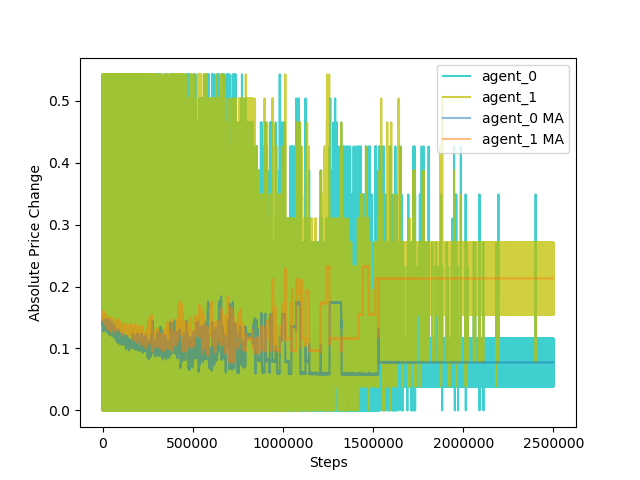 agent_0
agent_1
agent_0 MA
agent_1 MA
Absolute Price Change
0.5
0.4
0.3
0.2
0.1
0.0
0 500000 1000000 1500000 2000000 2500000
Steps